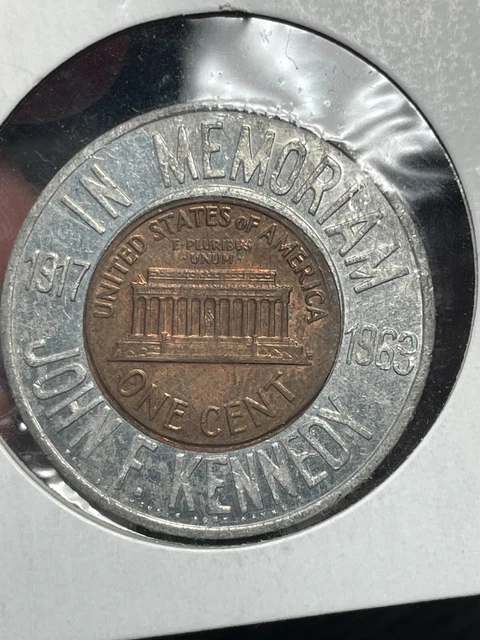 IN MEMORIAM
1917
1963
JOHN F. KENNEDY
UNITED STATES OF AMERICA
E·PLURIBUS
·UNUM·
ONE CENT